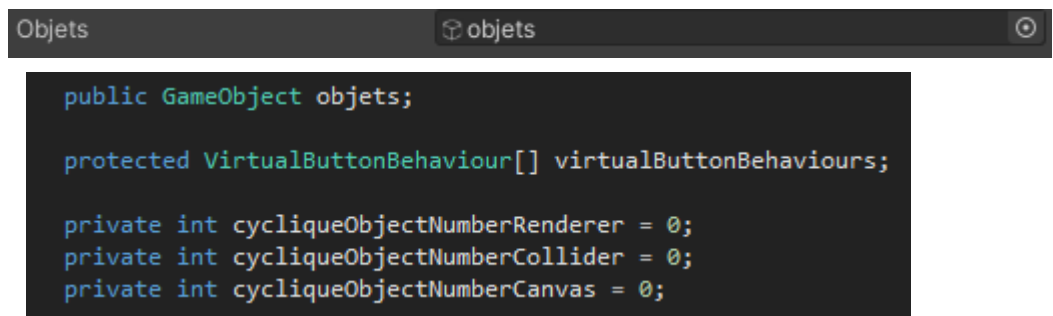 Objets objets
public GameObject objets;
protected VirtualButtonBehaviour[] virtualButtonBehaviours;
private int cycliqueObjectNumberRenderer = 0;
private int cycliqueObjectNumberCollider = 0;
private int cycliqueObjectNumberCanvas = 0;